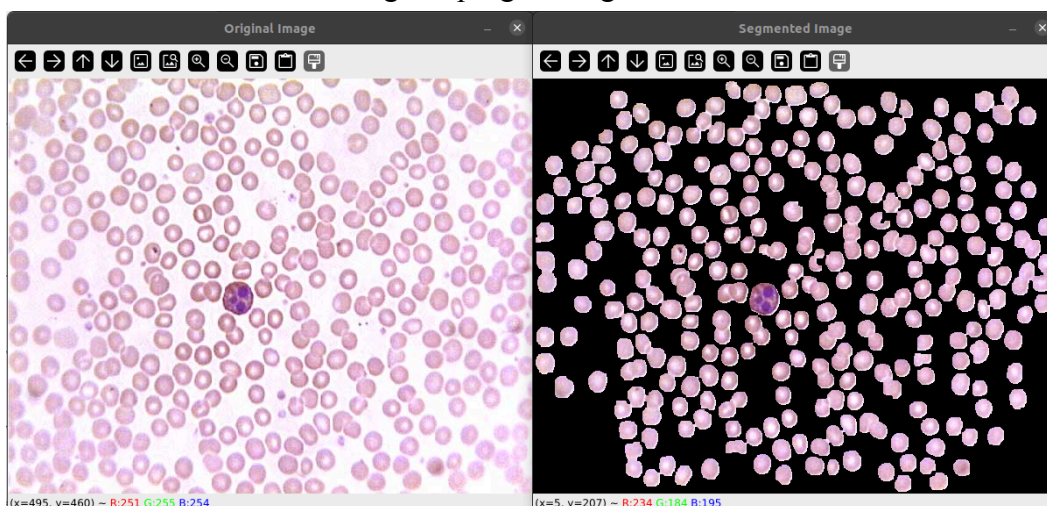 Original Image
Segmented Image
(x=495, y=460) ~ R:251 G:255 B:254
(x=5, y=207) ~ R:234 G:184 B:195